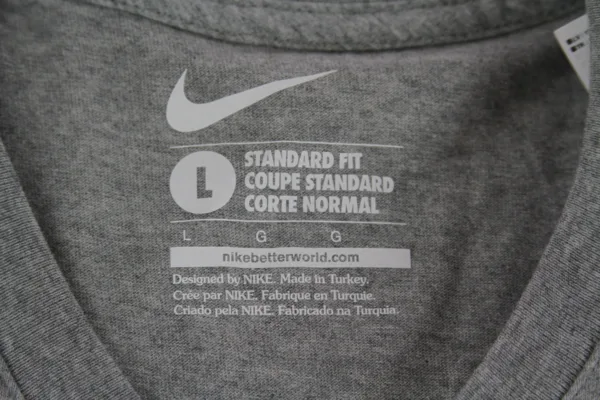 L
STANDARD FIT
COUPE STANDARD
CORTE NORMAL
L G G
nikebetterworld.com
Designed by NIKE. Made in Turkey.
Crée par NIKE. Fabrique en Turquie.
Criado pela NIKE. Fabricado na Turquia.